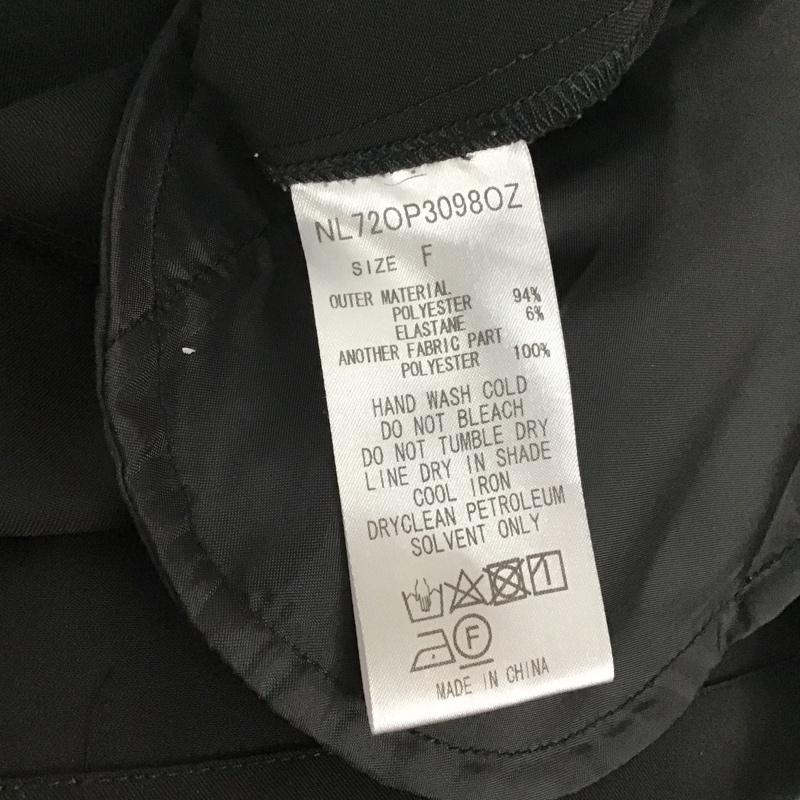 NL72OP3098OZ
SIZE F
OUTER MATERIAL
POLYESTER 94%
ELASTANE 6%
ANOTHER FABRIC PART
POLYESTER 100%
HAND WASH COLD
DO NOT BLEACH
DO NOT TUMBLE DRY
LINE DRY IN SHADE
COOL IRON
DRYCLEAN PETROLEUM
SOLVENT ONLY
F
MADE IN CHINA